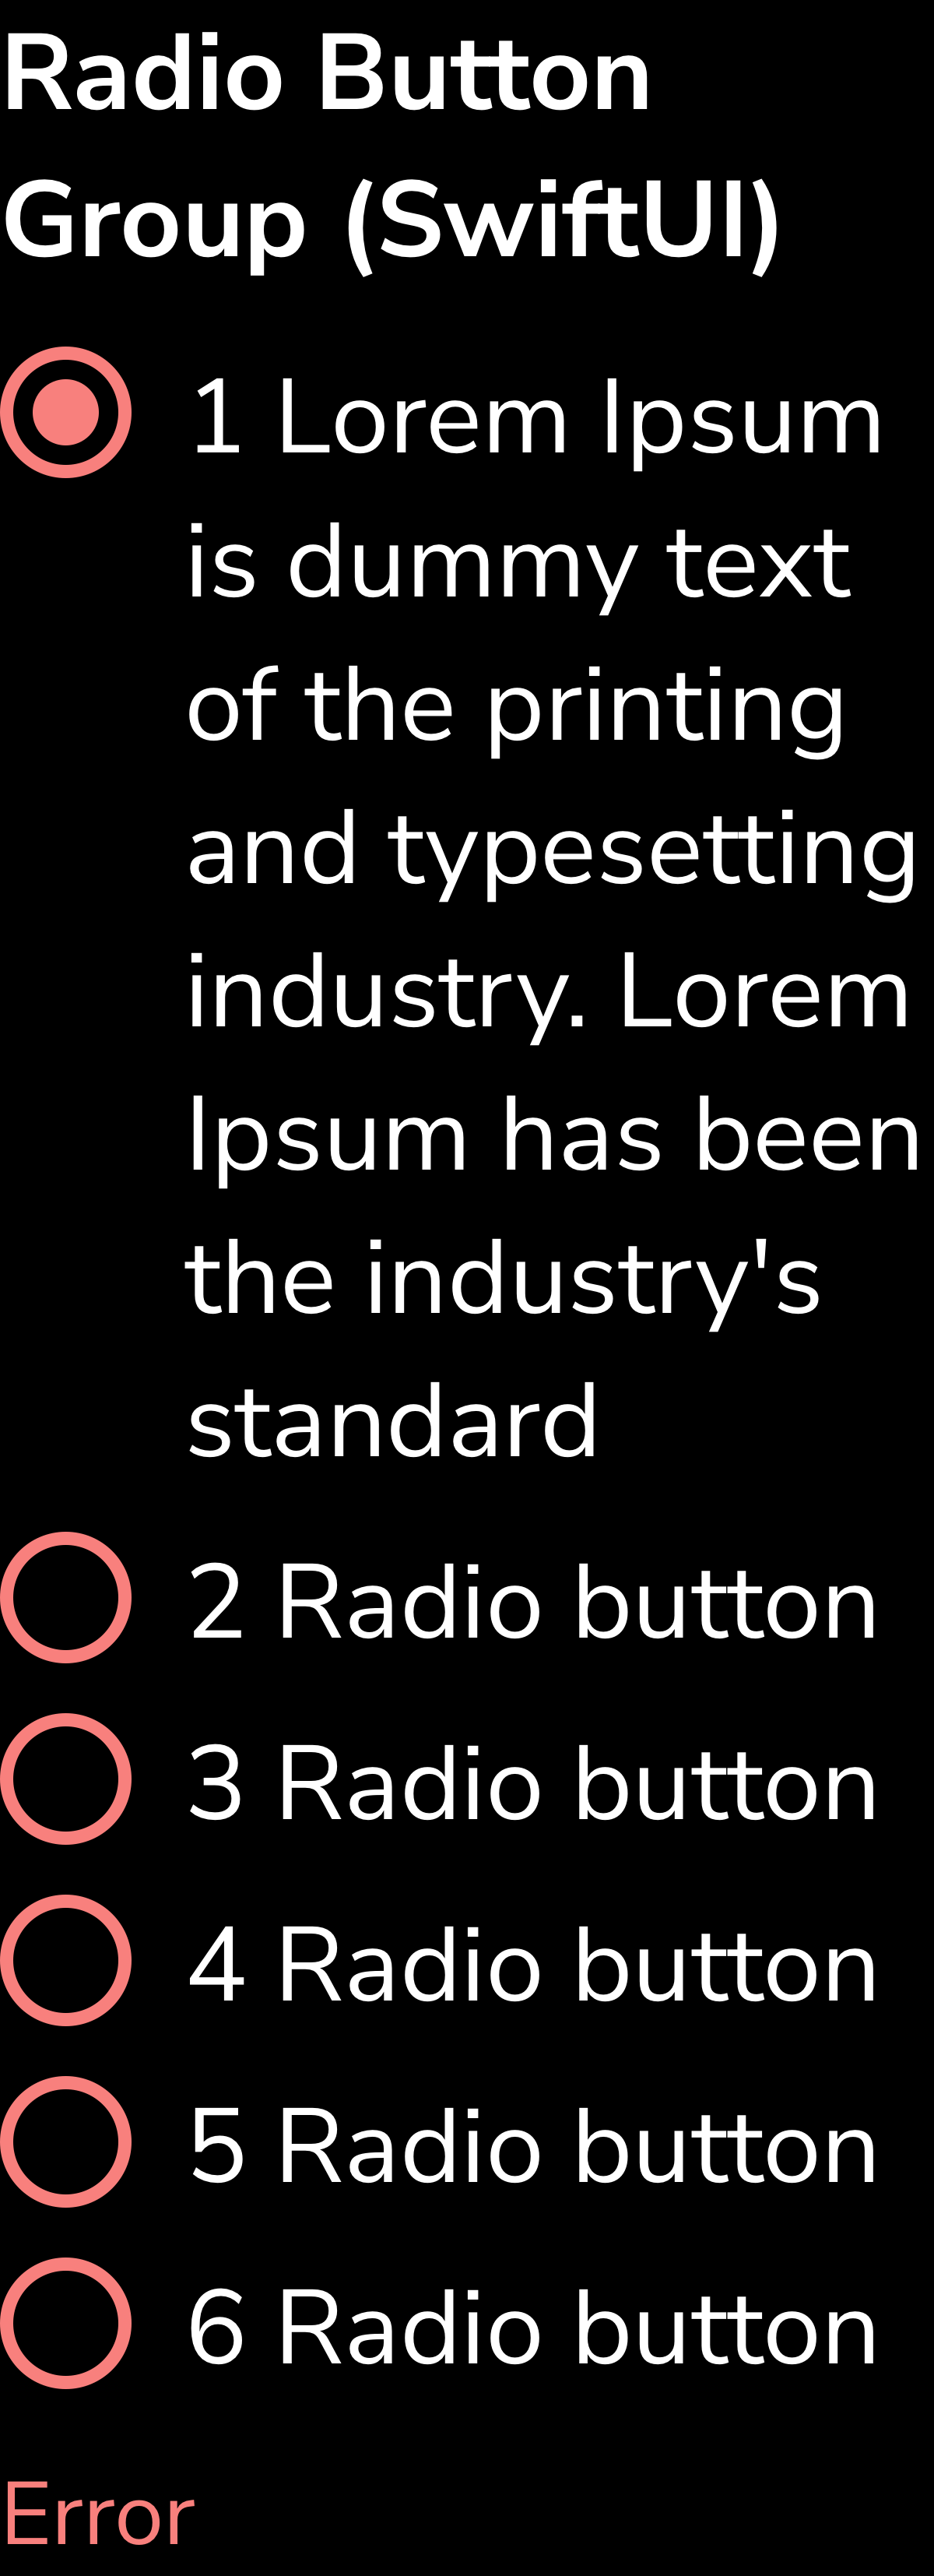 Radio Button
Group (SwiftUI)
1 Lorem Ipsum
is dummy text
of the printing
and typesetting
industry. Lorem
Ipsum has been
the industry's
standard
2 Radio button
3 Radio button
4 Radio button
5 Radio button
6 Radio button
Error